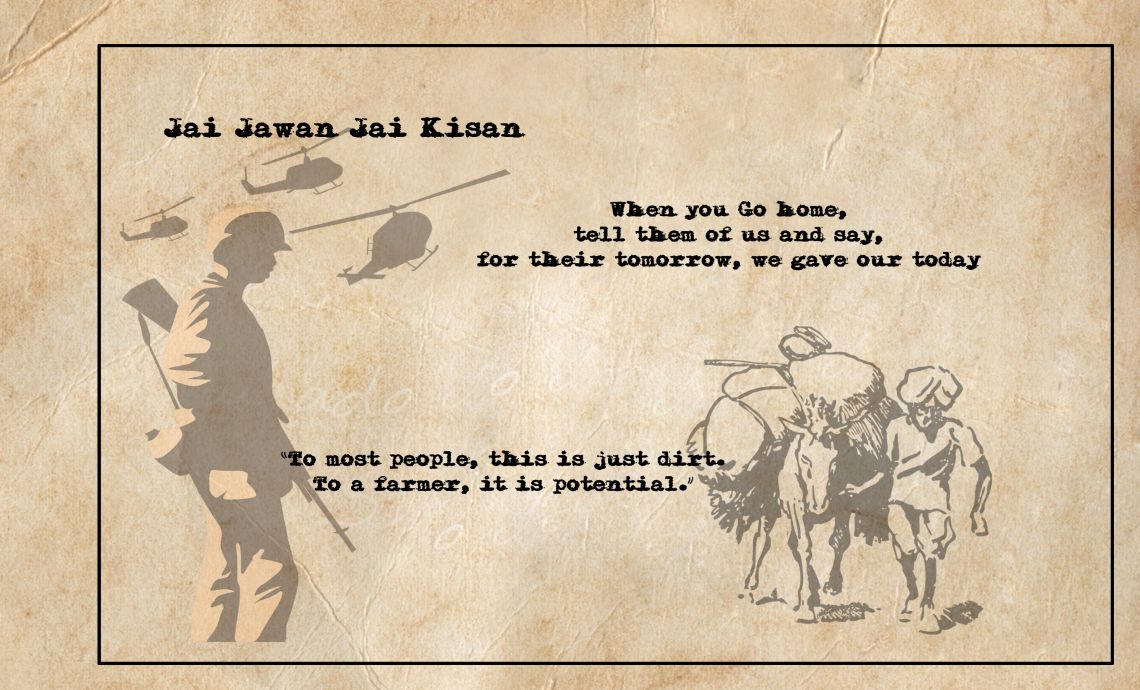 Jai Jawan Jai Kisan
When you Go home,
tell them of us and say,
for their tomorrow, we gave our today
“To most people, this is just dirt.
To a farmer, it is potential.”